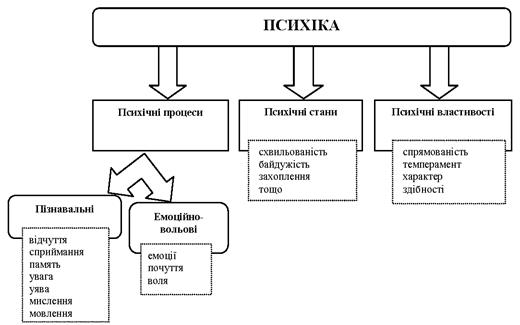 ПСИХІКА
Психічні процеси
Психічні стани
Психічні властивості
схвильованість
байдужість
захоплення
тощо
спрямованість
темперамент
характер
здібності
Пізнавальні
Емоційно-
вольові
відчуття
сприймання
память
увага
уява
мислення
мовлення
емоції
почуття
воля